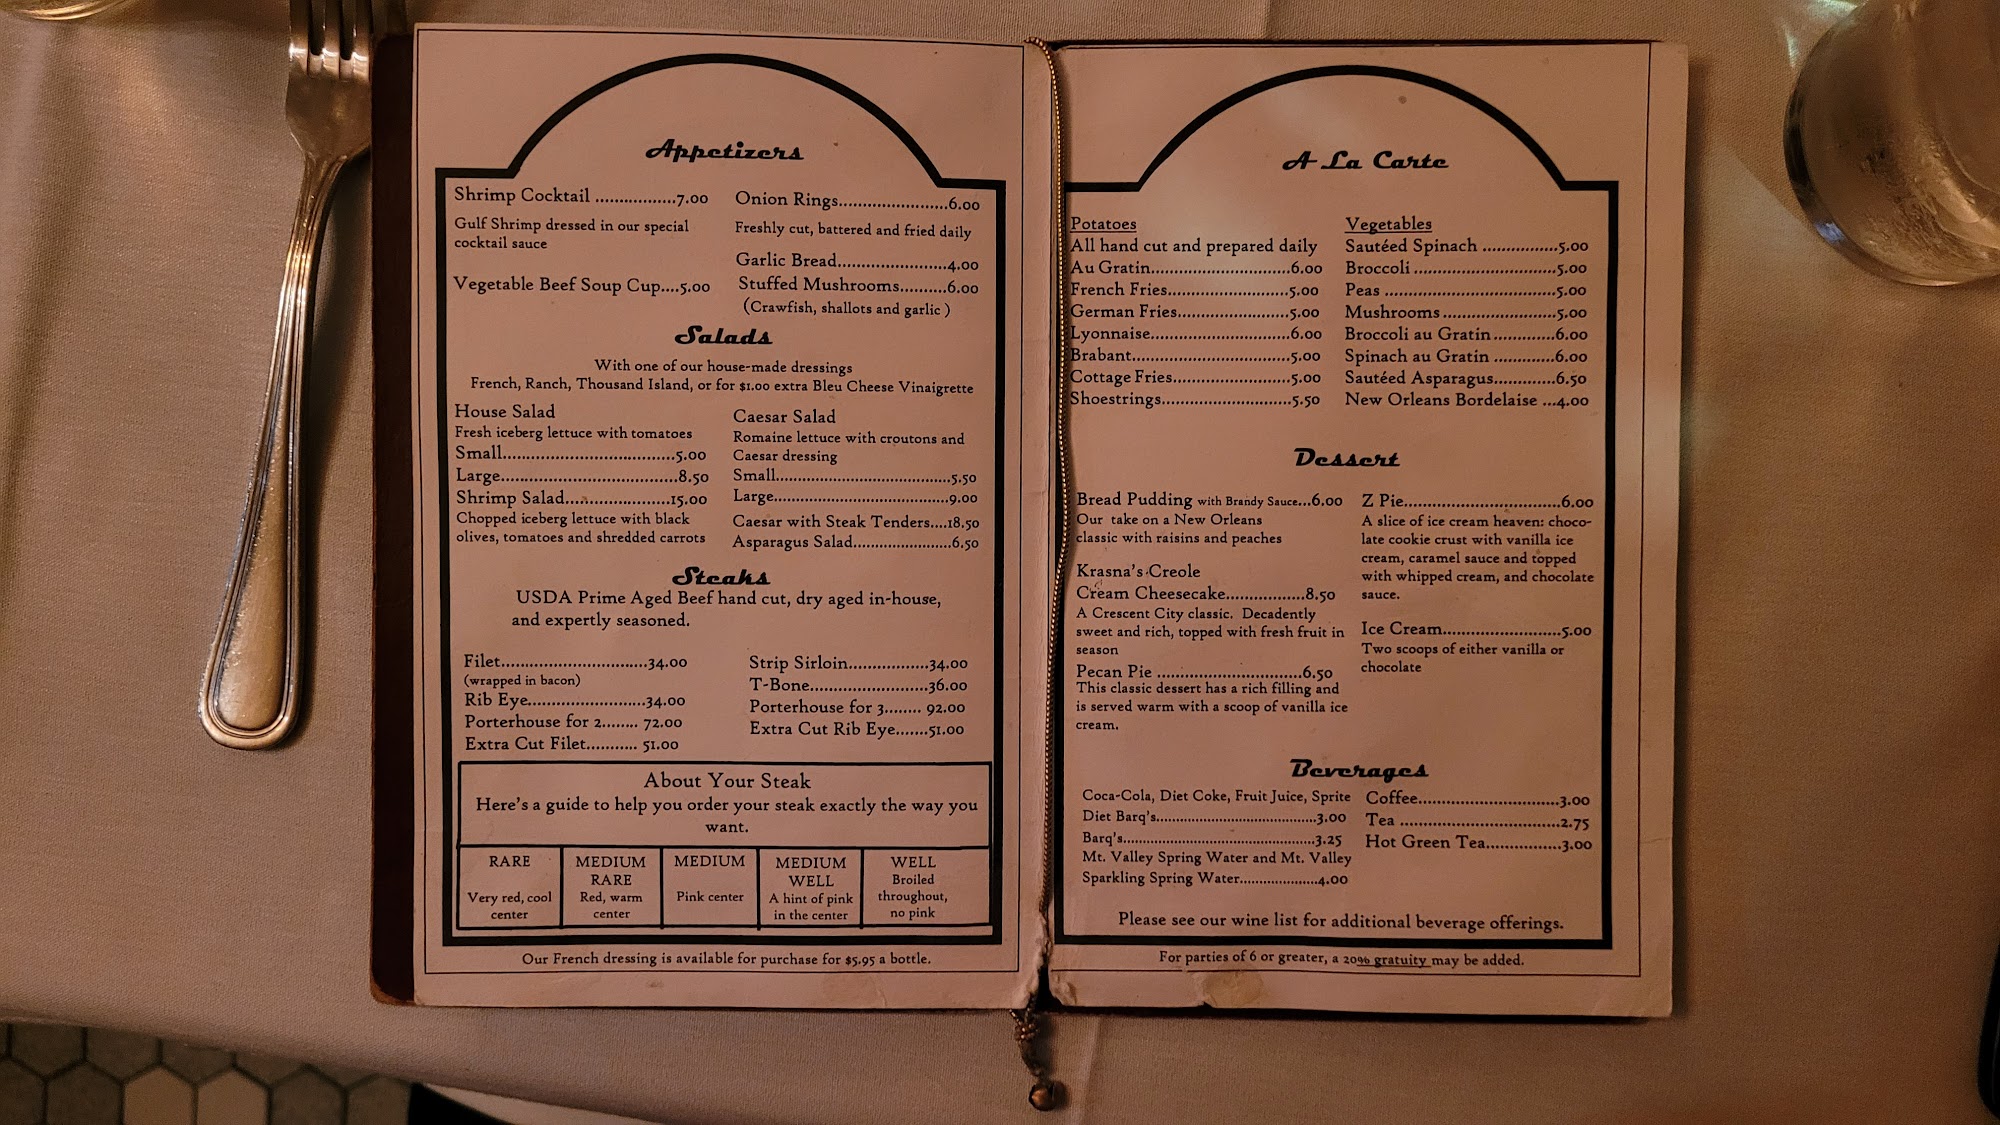 Appetizers
Shrimp Cocktail ..................7.00
Gulf Shrimp dressed in our special
cocktail sauce
Vegetable Beef Soup Cup....5.00
Onion Rings........................6.00
Freshly cut, battered and fried daily
Garlic Bread........................4.00
Stuffed Mushrooms..........6.00
(Crawfish, shallots and garlic )
Salads
With one of our house-made dressings
French, Ranch, Thousand Island, or for $1.00 extra Bleu Cheese Vinaigrette
House Salad
Fresh iceberg lettuce with tomatoes
Small......................................5.00
Large.......................................8.50
Shrimp Salad.......................15.00
Chopped iceberg lettuce with black
olives, tomatoes and shredded carrots
Caesar Salad
Romaine lettuce with croutons and
Caesar dressing
Small............................................5.50
Large............................................9.00
Caesar with Steak Tenders....18.50
Asparagus Salad......................6.50
Steaks
USDA Prime Aged Beef hand cut, dry aged in-house,
and expertly seasoned.
Filet................................34.00
(wrapped in bacon)
Rib Eye..........................34.00
Porterhouse for 2........ 72.00
Extra Cut Filet........... 51.00
Strip Sirloin..................34.00
T-Bone..........................36.00
Porterhouse for 3........ 92.00
Extra Cut Rib Eye.......51.00
About Your Steak
Here's a guide to help you order your steak exactly the way you
want.
RARE
Very red, cool
center
MEDIUM
RARE
Red, warm
center
MEDIUM
Pink center
MEDIUM
WELL
A hint of pink
in the center
WELL
Broiled
throughout,
no pink
Our French dressing is available for purchase for $5.95 a bottle.
A La Carte
Potatoes
All hand cut and prepared daily
Au Gratin...............................6.00
French Fries...........................5.00
German Fries.........................5.00
Lyonnaise...............................6.00
Brabant...................................5.00
Cottage Fries..........................5.00
Shoestrings.............................5.50
Vegetables
Sautéed Spinach .................5.00
Broccoli ................................5.00
Peas ......................................5.00
Mushrooms .........................5.00
Broccoli au Gratin..............6.00
Spinach au Gratin ..............6.00
Sautéed Asparagus..............6.50
New Orleans Bordelaise ...4.00
Dessert
Bread Pudding with Brandy Sauce...6.00
Our take on a New Orleans
classic with raisins and peaches
Krasna's Creole
Cream Cheesecake.................8.50
A Crescent City classic. Decadently
sweet and rich, topped with fresh fruit in
season
Pecan Pie ................................6.50
This classic dessert has a rich filling and
is served warm with a scoop of vanilla ice
cream.
Z Pie...................................6.00
A slice of ice cream heaven: choco-
late cookie crust with vanilla ice
cream, caramel sauce and topped
with whipped cream, and chocolate
sauce.
Ice Cream..........................5.00
Two scoops of either vanilla or
chocolate
Beverages
Coca-Cola, Diet Coke, Fruit Juice, Sprite
Diet Barq's........................................3.00
Barq's................................................3.25
Mt. Valley Spring Water and Mt. Valley
Sparkling Spring Water...................4.00
Coffee................................3.00
Tea ....................................2.75
Hot Green Tea.................3.00
Please see our wine list for additional beverage offerings.
For parties of 6 or greater, a 20% gratuity may be added.